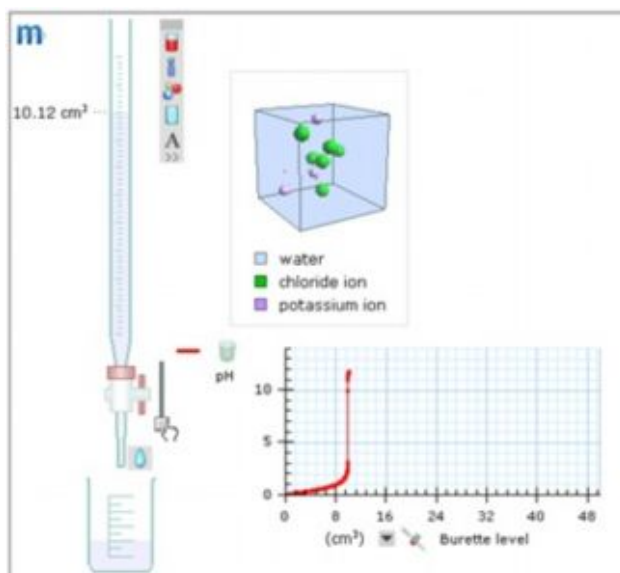 m
10.12 cm³
A
>>
water
chloride ion
potassium ion
pH
10
5
0
0 8 16 24 32 40 48
(cm³) Burette level